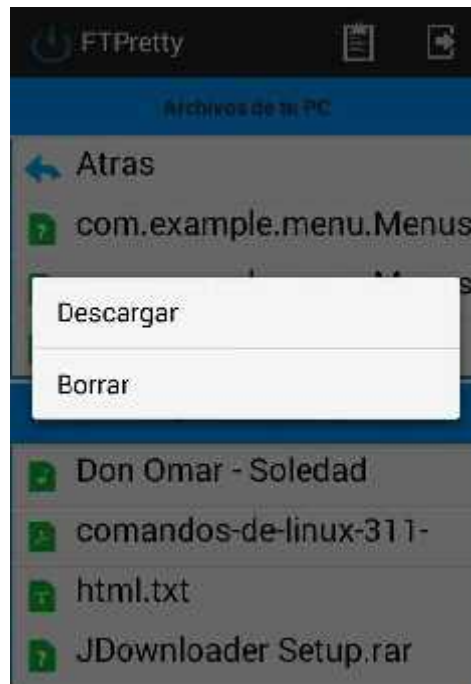 FTPretty
Archivos de tu PC
Atras
com.example.menu.Menus
Descargar
Borrar
Don Omar - Soledad
comandos-de-linux-311-
html.txt
JDownloader Setup.rar